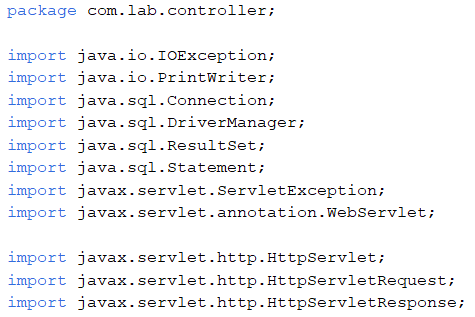 package com.lab.controller;
import java.io.IOException;
import java.io.PrintWriter;
import java.sql.Connection;
import java.sql.DriverManager;
import java.sql.ResultSet;
import java.sql.Statement;
import javax.servlet.ServletException;
import javax.servlet.annotation.WebServlet;
import javax.servlet.http.HttpServlet;
import javax.servlet.http.HttpServletRequest;
import javax.servlet.http.HttpServletResponse;